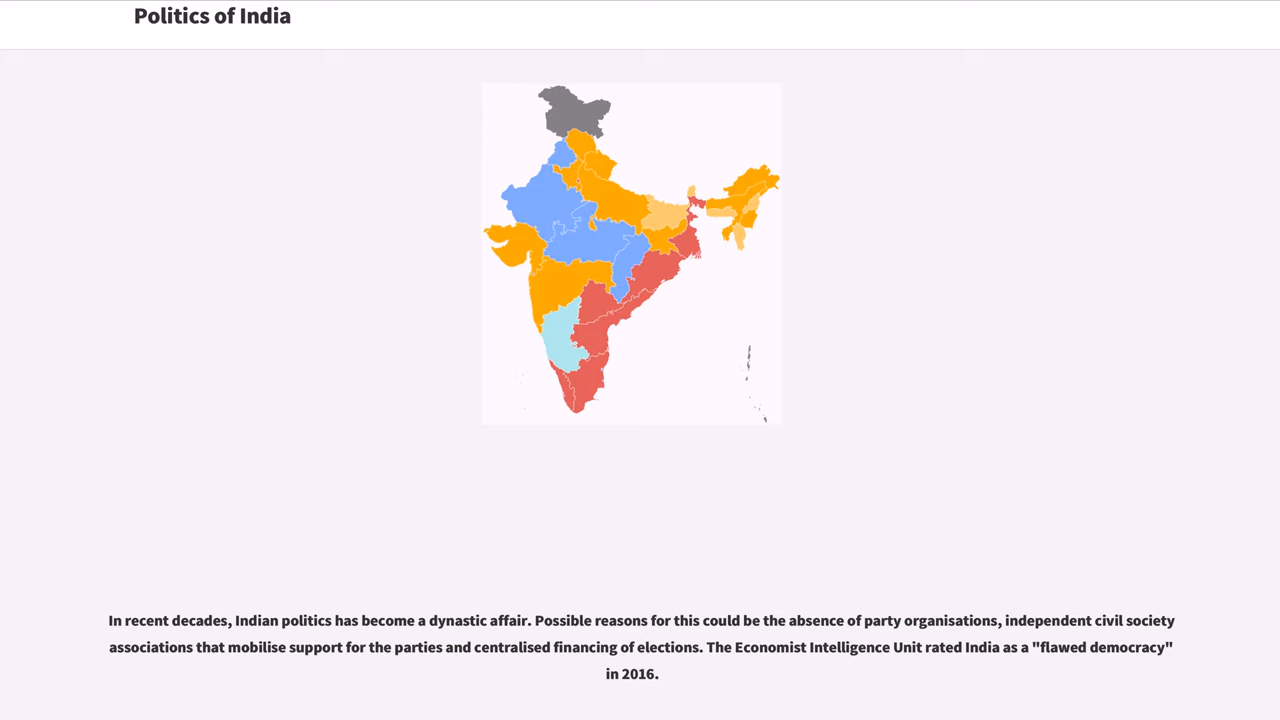 Politics of India
In recent decades, Indian politics has become a dynastic affair. Possible reasons for this could be the absence of party organisations, independent civil society
associations that mobilise support for the parties and centralised financing of elections. The Economist Intelligence Unit rated India as a "flawed democracy"
in 2016.